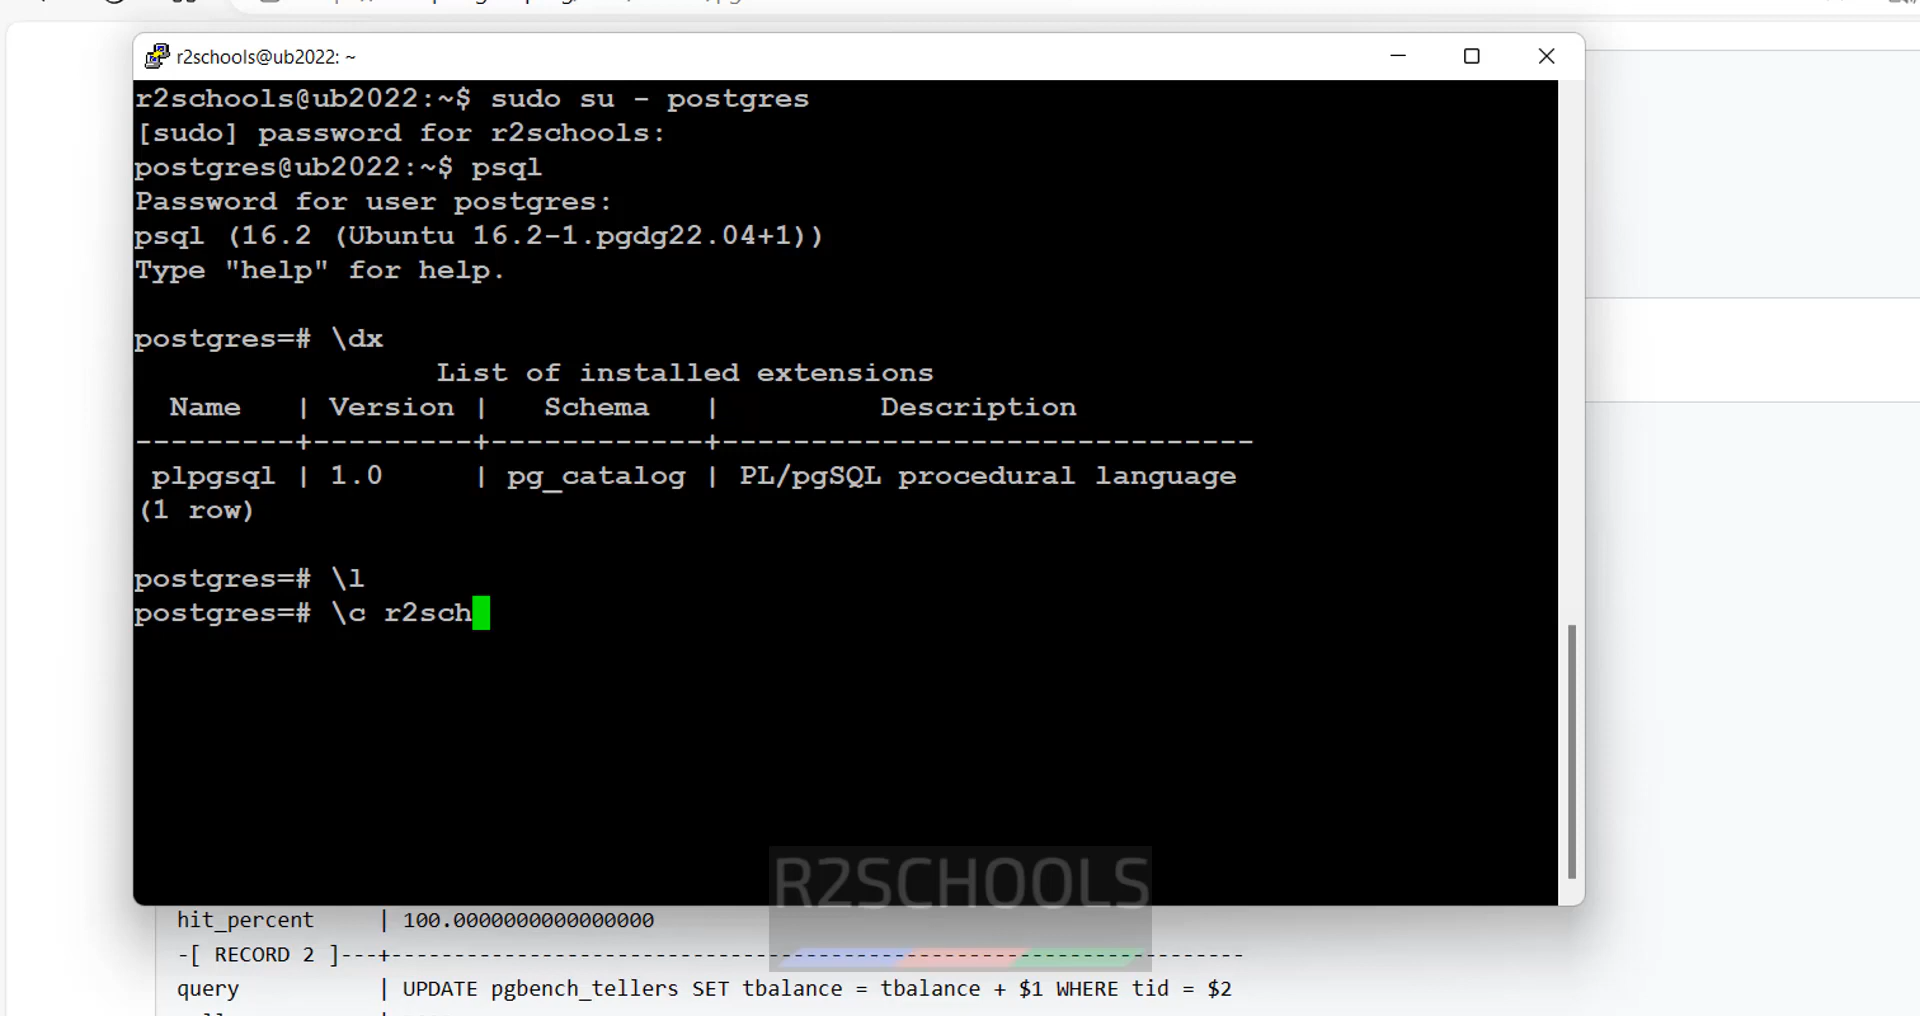 r2schools@ub2022: ~
r2schools@ub2022:~$ sudo su - postgres
[sudo] password for r2schools:
postgres@ub2022:~$ psql
Password for user postgres:
psql (16.2 (Ubuntu 16.2-1.pgdg22.04+1))
Type "help" for help.
postgres=# \dx
List of installed extensions
Name | Version | Schema | Description
---------+---------+------------+------------------------------
plpgsql | 1.0 | pg_catalog | PL/pgSQL procedural language
(1 row)
postgres=# \l
postgres=# \c r2sch
R2SCHOOLS
hit_percent | 100.0000000000000000
-[ RECORD 2 ]---+---------------------------------------------------------
query | UPDATE pgbench_tellers SET tbalance = tbalance + $1 WHERE tid = $2